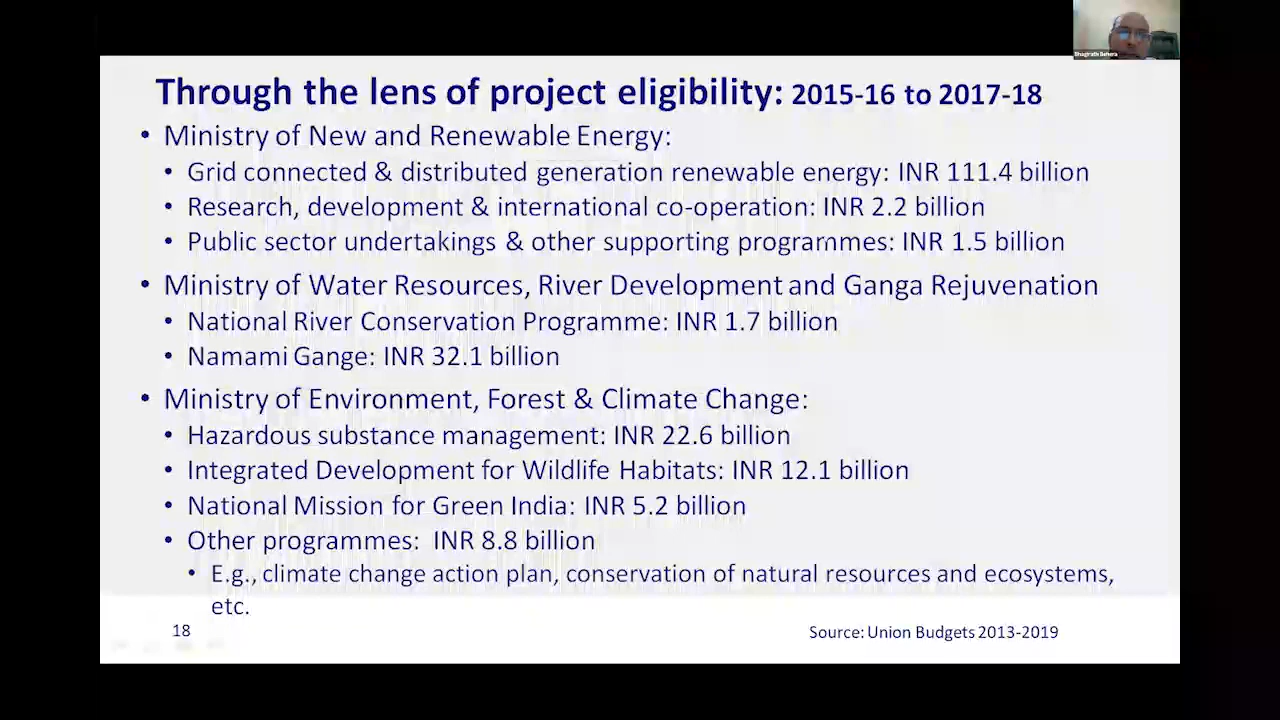 Bhagirath Behera
Through the lens of project eligibility: 2015-16 to 2017-18
• Ministry of New and Renewable Energy:
• Grid connected & distributed generation renewable energy: INR 111.4 billion
• Research, development & international co-operation: INR 2.2 billion
• Public sector undertakings & other supporting programmes: INR 1.5 billion
• Ministry of Water Resources, River Development and Ganga Rejuvenation
• National River Conservation Programme: INR 1.7 billion
• Namami Gange: INR 32.1 billion
• Ministry of Environment, Forest & Climate Change:
• Hazardous substance management: INR 22.6 billion
• Integrated Development for Wildlife Habitats: INR 12.1 billion
• National Mission for Green India: INR 5.2 billion
• Other programmes: INR 8.8 billion
• E.g., climate change action plan, conservation of natural resources and ecosystems,
etc.
18
Source: Union Budgets 2013-2019